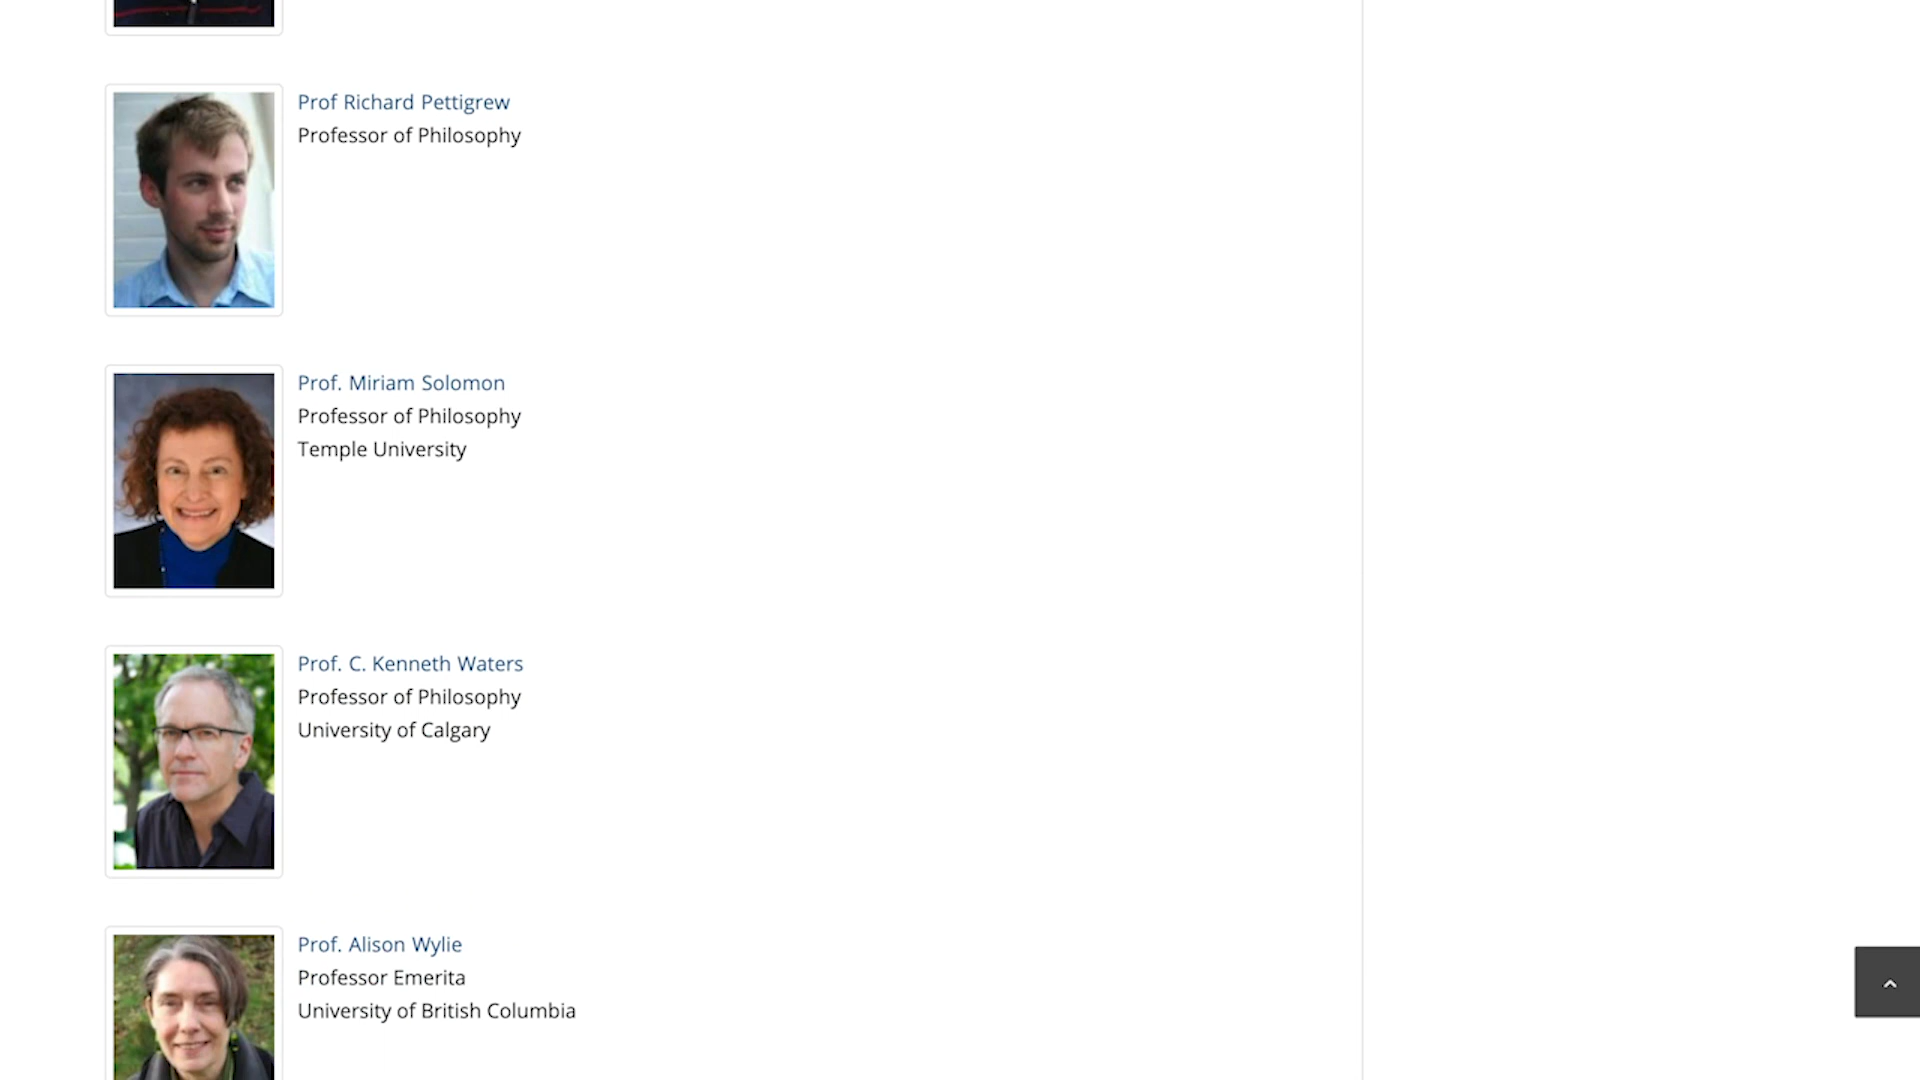 Prof Richard Pettigrew
Professor of Philosophy
Prof. Miriam Solomon
Professor of Philosophy
Temple University
Prof. C. Kenneth Waters
Professor of Philosophy
University of Calgary
Prof. Alison Wylie
Professor Emerita
University of British Columbia